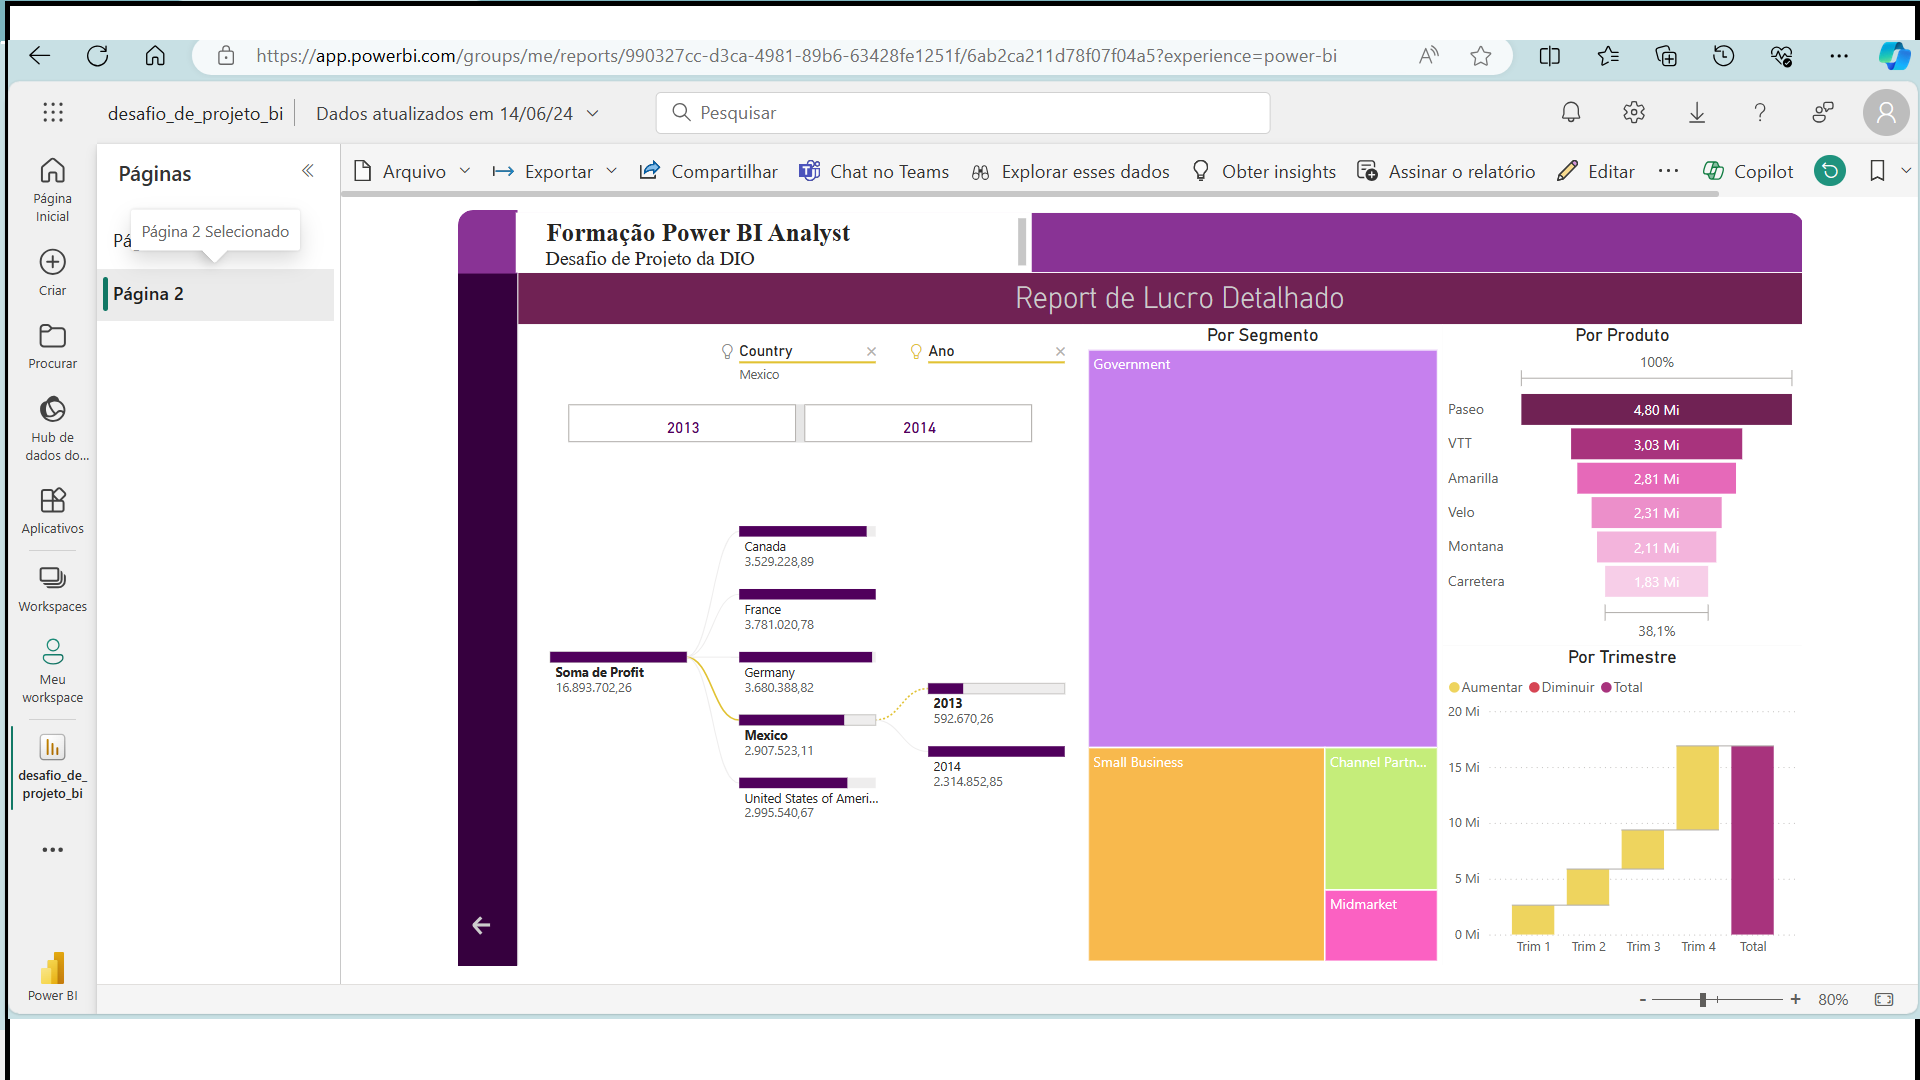 https://app.powerbi.com/groups/me/reports/990327cc-d3ca-4981-89b6-63428fe1251f/6ab2ca211d78f07f04a5?experience=power-bi
desafio_de_projeto_bi
Dados atualizados em 14/06/24
Pesquisar
Página
Inicial
Criar
Procurar
Hub de
dados do...
Aplicativos
Workspaces
Meu
workspace
desafio_de_
projeto_bi
Power BI
Páginas
Pá
Página 2 Selecionado
Página 2
Arquivo
Exportar
Compartilhar
Chat no Teams
Explorar esses dados
Obter insights
Assinar o relatório
Editar
Copilot
Formação Power BI Analyst
Desafio de Projeto da DIO
Report de Lucro Detalhado
Country
Mexico
Ano
2013
2014
Soma de Profit
16.893.702,26
Canada
3.529.228,89
France
3.781.020,78
Germany
3.680.388,82
Mexico
2.907.523,11
United States of Ameri...
2.995.540,67
2013
592.670,26
2014
2.314.852,85
Por Segmento
Government
Small Business
Channel Partn...
Midmarket
Por Produto
100%
Paseo 4,80 Mi
VTT 3,03 Mi
Amarilla 2,81 Mi
Velo 2,31 Mi
Montana 2,11 Mi
Carretera 1,83 Mi
38,1%
Por Trimestre
Aumentar Diminuir Total
20 Mi
15 Mi
10 Mi
5 Mi
0 Mi
Trim 1 Trim 2 Trim 3 Trim 4 Total
- + 80%